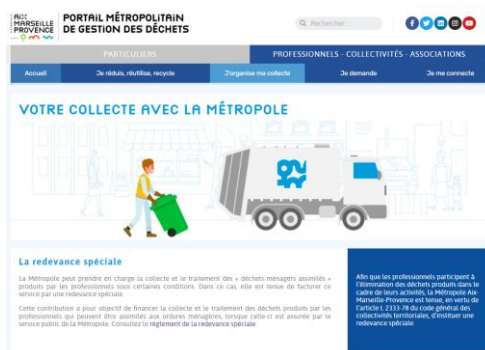 AIX
MARSEILLE
PROVENCE
PORTAIL MÉTROPOLITAIN
DE GESTION DES DÉCHETS
Rechercher
PARTICULIERS
PROFESSIONNELS - COLLECTIVITÉS - ASSOCIATIONS
Accueil
Je réduis, réutilise, recycle
J'organise ma collecte
Je demande
Je me connecte
VOTRE COLLECTE AVEC LA MÉTROPOLE
La redevance spéciale
La Métropole peut prendre en charge la collecte et le traitement des « déchets ménagers assimilés »
produits par les professionnels sous certaines conditions. Dans ce cas, elle est tenue de facturer ce
service par une redevance spéciale.
Cette contribution a pour objectif de financer la collecte et le traitement des déchets produits par les
professionnels qui peuvent être assimilés aux ordures ménagères, lorsque celle-ci est assurée par le
service public de la Métropole. Consultez le règlement de la redevance spéciale.
Afin que les professionnels participent à
l'élimination des déchets produits dans le
cadre de leurs activités, la Métropole Aix-
Marseille-Provence est tenue, en vertu de
l'article L 2333-78 du code général des
collectivités territoriales, d'instituer une
redevance spéciale.